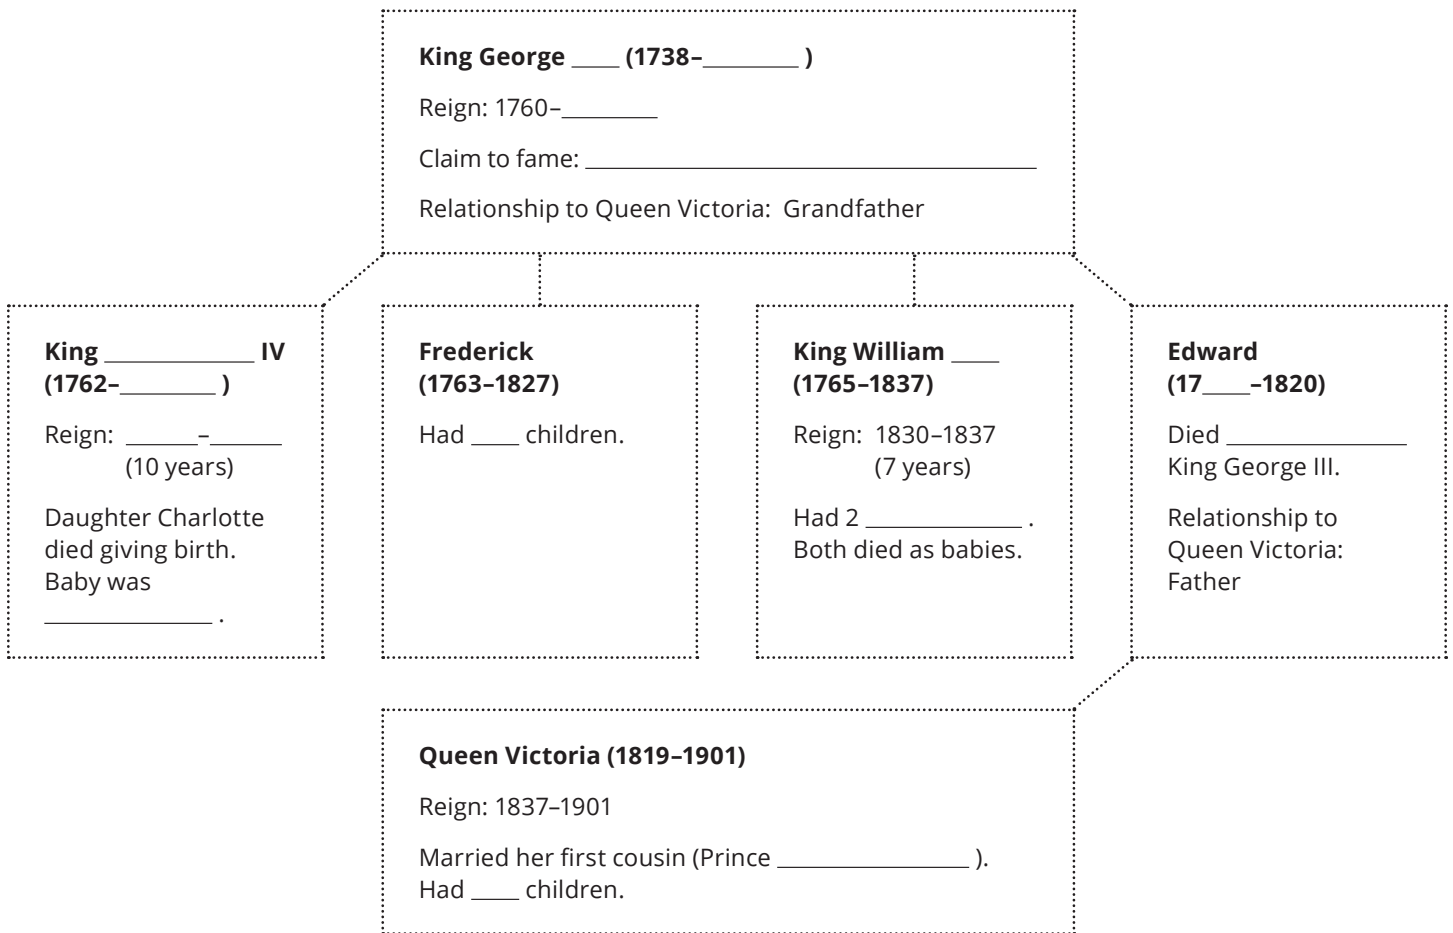 King George ____ (1738–________ )
Reign: 1760–________
Claim to fame: ______________________________________
Relationship to Queen Victoria:  Grandfather
King ____________ IV
(1762–________ )
Reign:  ______–______
(10 years)
Daughter Charlotte
died giving birth.
Baby was
______________ .
Frederick
(1763–1827)
Had ____ children.
King William ____
(1765–1837)
Reign:  1830–1837
(7 years)
Had 2 _____________ .
Both died as babies.
Edward
(17____–1820)
Died _______________
King George III.
Relationship to
Queen Victoria:
Father
Queen Victoria (1819–1901)
Reign: 1837–1901
Married her first cousin (Prince ________________ ).
Had ____ children.